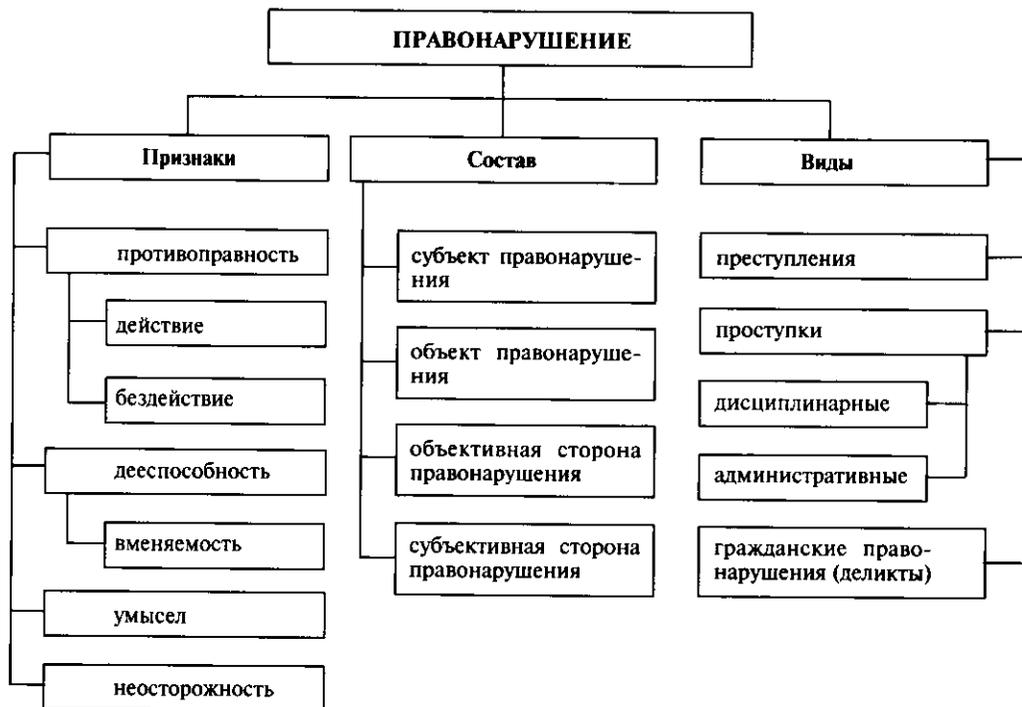 ПРАВОНАРУШЕНИЕ
Признаки
противоправность
действие
бездействие
дееспособность
вменяемость
умысел
неосторожность
Состав
субъект правонаруше-
ния
объект правонаруше-
ния
объективная сторона
правонарушения
субъективная сторона
правонарушения
Виды
преступления
проступки
дисциплинарные
административные
гражданские право-
нарушения (деликты)